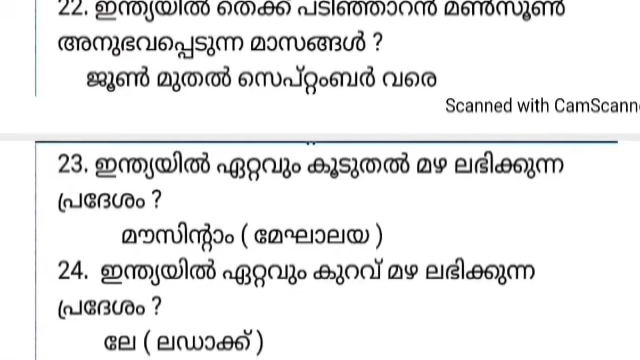 22. ഇന്ത്യയിൽ തെക്ക് പടിഞ്ഞാറൻ മൺസൂൺ
അനുഭവപ്പെടുന്ന മാസങ്ങൾ ?
ജൂൺ മുതൽ സെപ്റ്റംബർ വരെ
Scanned with CamScann
23. ഇന്ത്യയിൽ ഏറ്റവും കൂടുതൽ മഴ ലഭിക്കുന്ന
പ്രദേശം ?
മൗസിന്റാം ( മേഘാലയ )
24. ഇന്ത്യയിൽ ഏറ്റവും കുറവ് മഴ ലഭിക്കുന്ന
പ്രദേശം ?
ലേ ( ലഡാക്ക് )